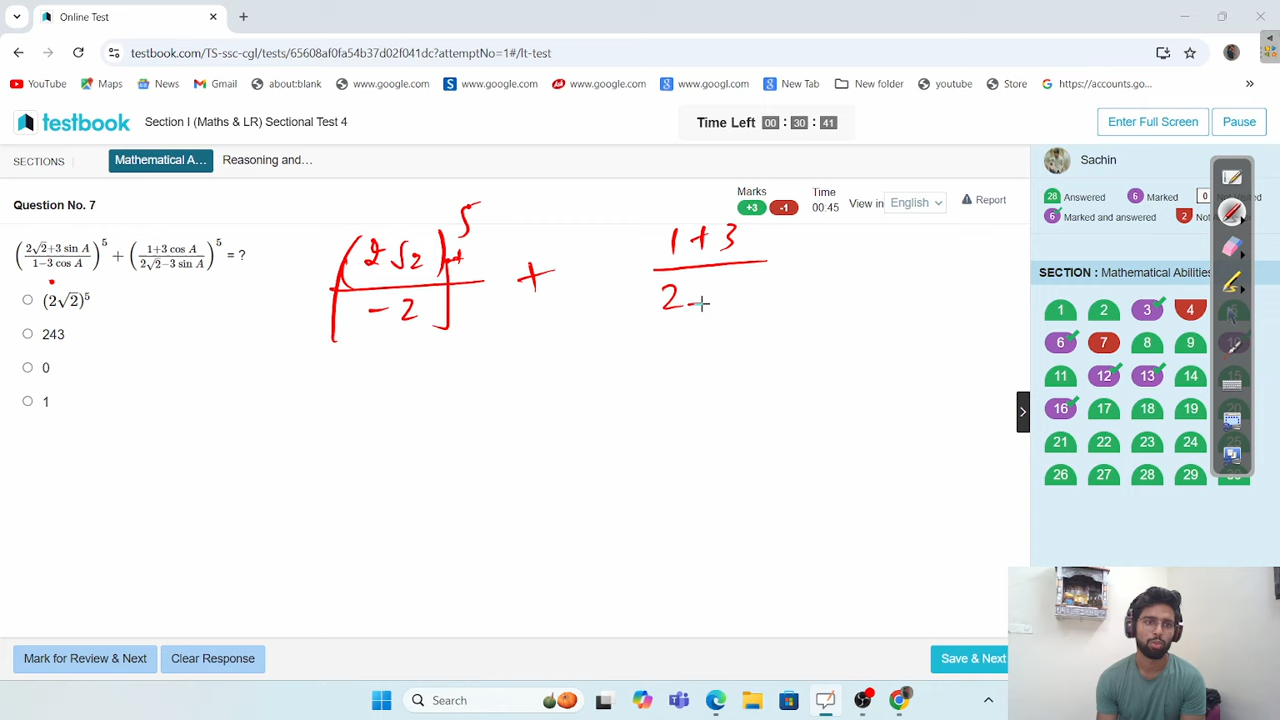 Online Test
testbook.com/TS-ssc-cgl/tests/65608af0fa54b37d02f041dc?attemptNo=1#/lt-test
YouTube Maps News Gmail about:blank www.google.com www.google.com www.google.com www.googl.com New Tab New folder youtube Store https://accounts.go...
testbook Section I (Maths & LR) Sectional Test 4 Time Left 00 : 30 : 41 Enter Full Screen Pause
SECTIONS Mathematical A... Reasoning and... Sachin
Question No. 7 Marks +3 -1 Time 00:45 View in English Report
28 Answered 6 Marked 0
6 Marked and answered 2
(2√2+3 sin A / 1−3 cos A)^5 + (1+3 cos A / 2√2−3 sin A)^5 = ?
(2√2)^5
243
0
1
[(2√2)+ / −2]^5 + 1+3 / 2-
SECTION : Mathematical Abilities
1 2 3 4
6 7 8 9 10
11 12 13 14 15
16 17 18 19 20
21 22 23 24 25
26 27 28 29 30
Mark for Review & Next Clear Response Save & Next
Search